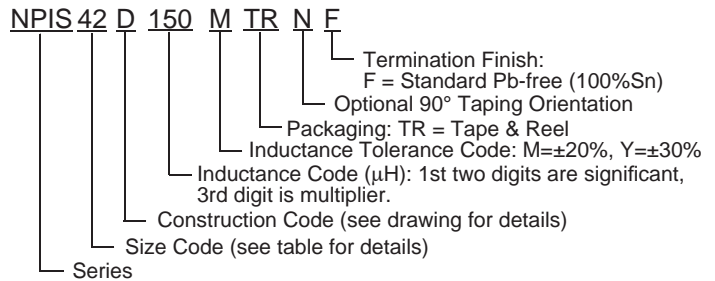 NPIS 42 D 150 M TR N F
Termination Finish:
F = Standard Pb-free (100%Sn)
Optional 90° Taping Orientation
Packaging: TR = Tape & Reel
Inductance Tolerance Code: M=±20%, Y=±30%
Inductance Code (μH): 1st two digits are significant,
3rd digit is multiplier.
Construction Code (see drawing for details)
Size Code (see table for details)
Series